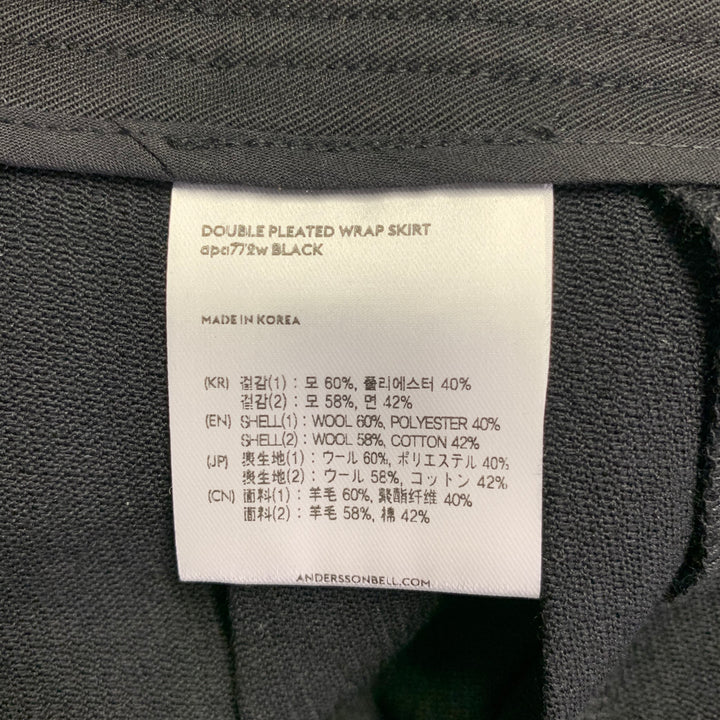 DOUBLE PLEATED WRAP SKIRT
apa772w BLACK
MADE IN KOREA
(KR) 겉감(1) : 모 60%, 폴리에스터 40%
겉감(2) : 모 58%, 면 42%
(EN) SHELL(1) : WOOL 60%, POLYESTER 40%
SHELL(2) : WOOL 58%, COTTON 42%
(JP) 表生地(1) : ウール 60%, ポリエステル 40%
表生地(2) : ウール 58%, コットン 42%
(CN) 面料(1) : 羊毛 60%, 聚酯纤维 40%
面料(2) : 羊毛 58%, 棉 42%
ANDERSSONBELL.COM